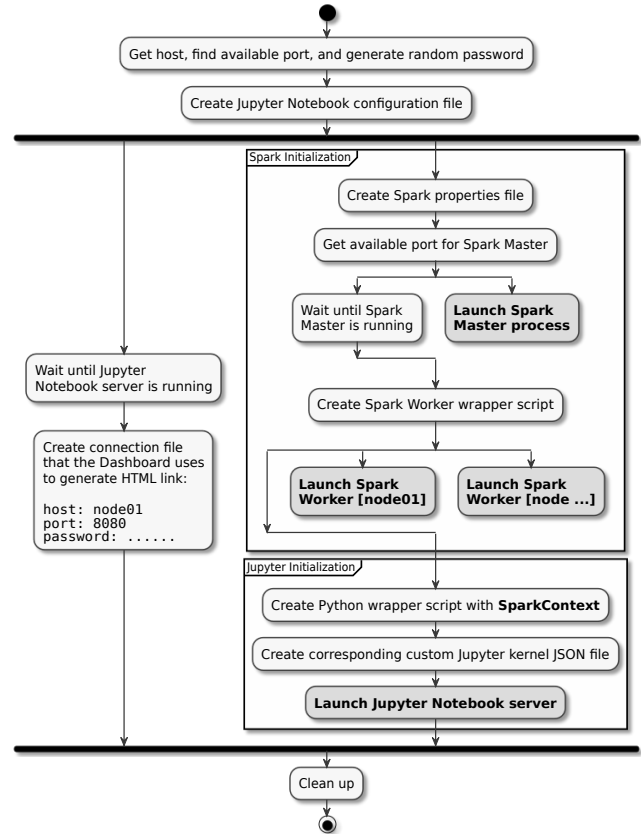 Get host, find available port, and generate random password
Create Jupyter Notebook configuration file
Spark Initialization
Create Spark properties file
Get available port for Spark Master
Wait until Spark
Master is running
Launch Spark
Master process
Wait until Jupyter
Notebook server is running
Create Spark Worker wrapper script
Create connection file
that the Dashboard uses
to generate HTML link:
host: node01
port: 8080
password: ......
Launch Spark
Worker [node01]
Launch Spark
Worker [node ...]
Jupyter Initialization
Create Python wrapper script with SparkContext
Create corresponding custom Jupyter kernel JSON file
Launch Jupyter Notebook server
Clean up